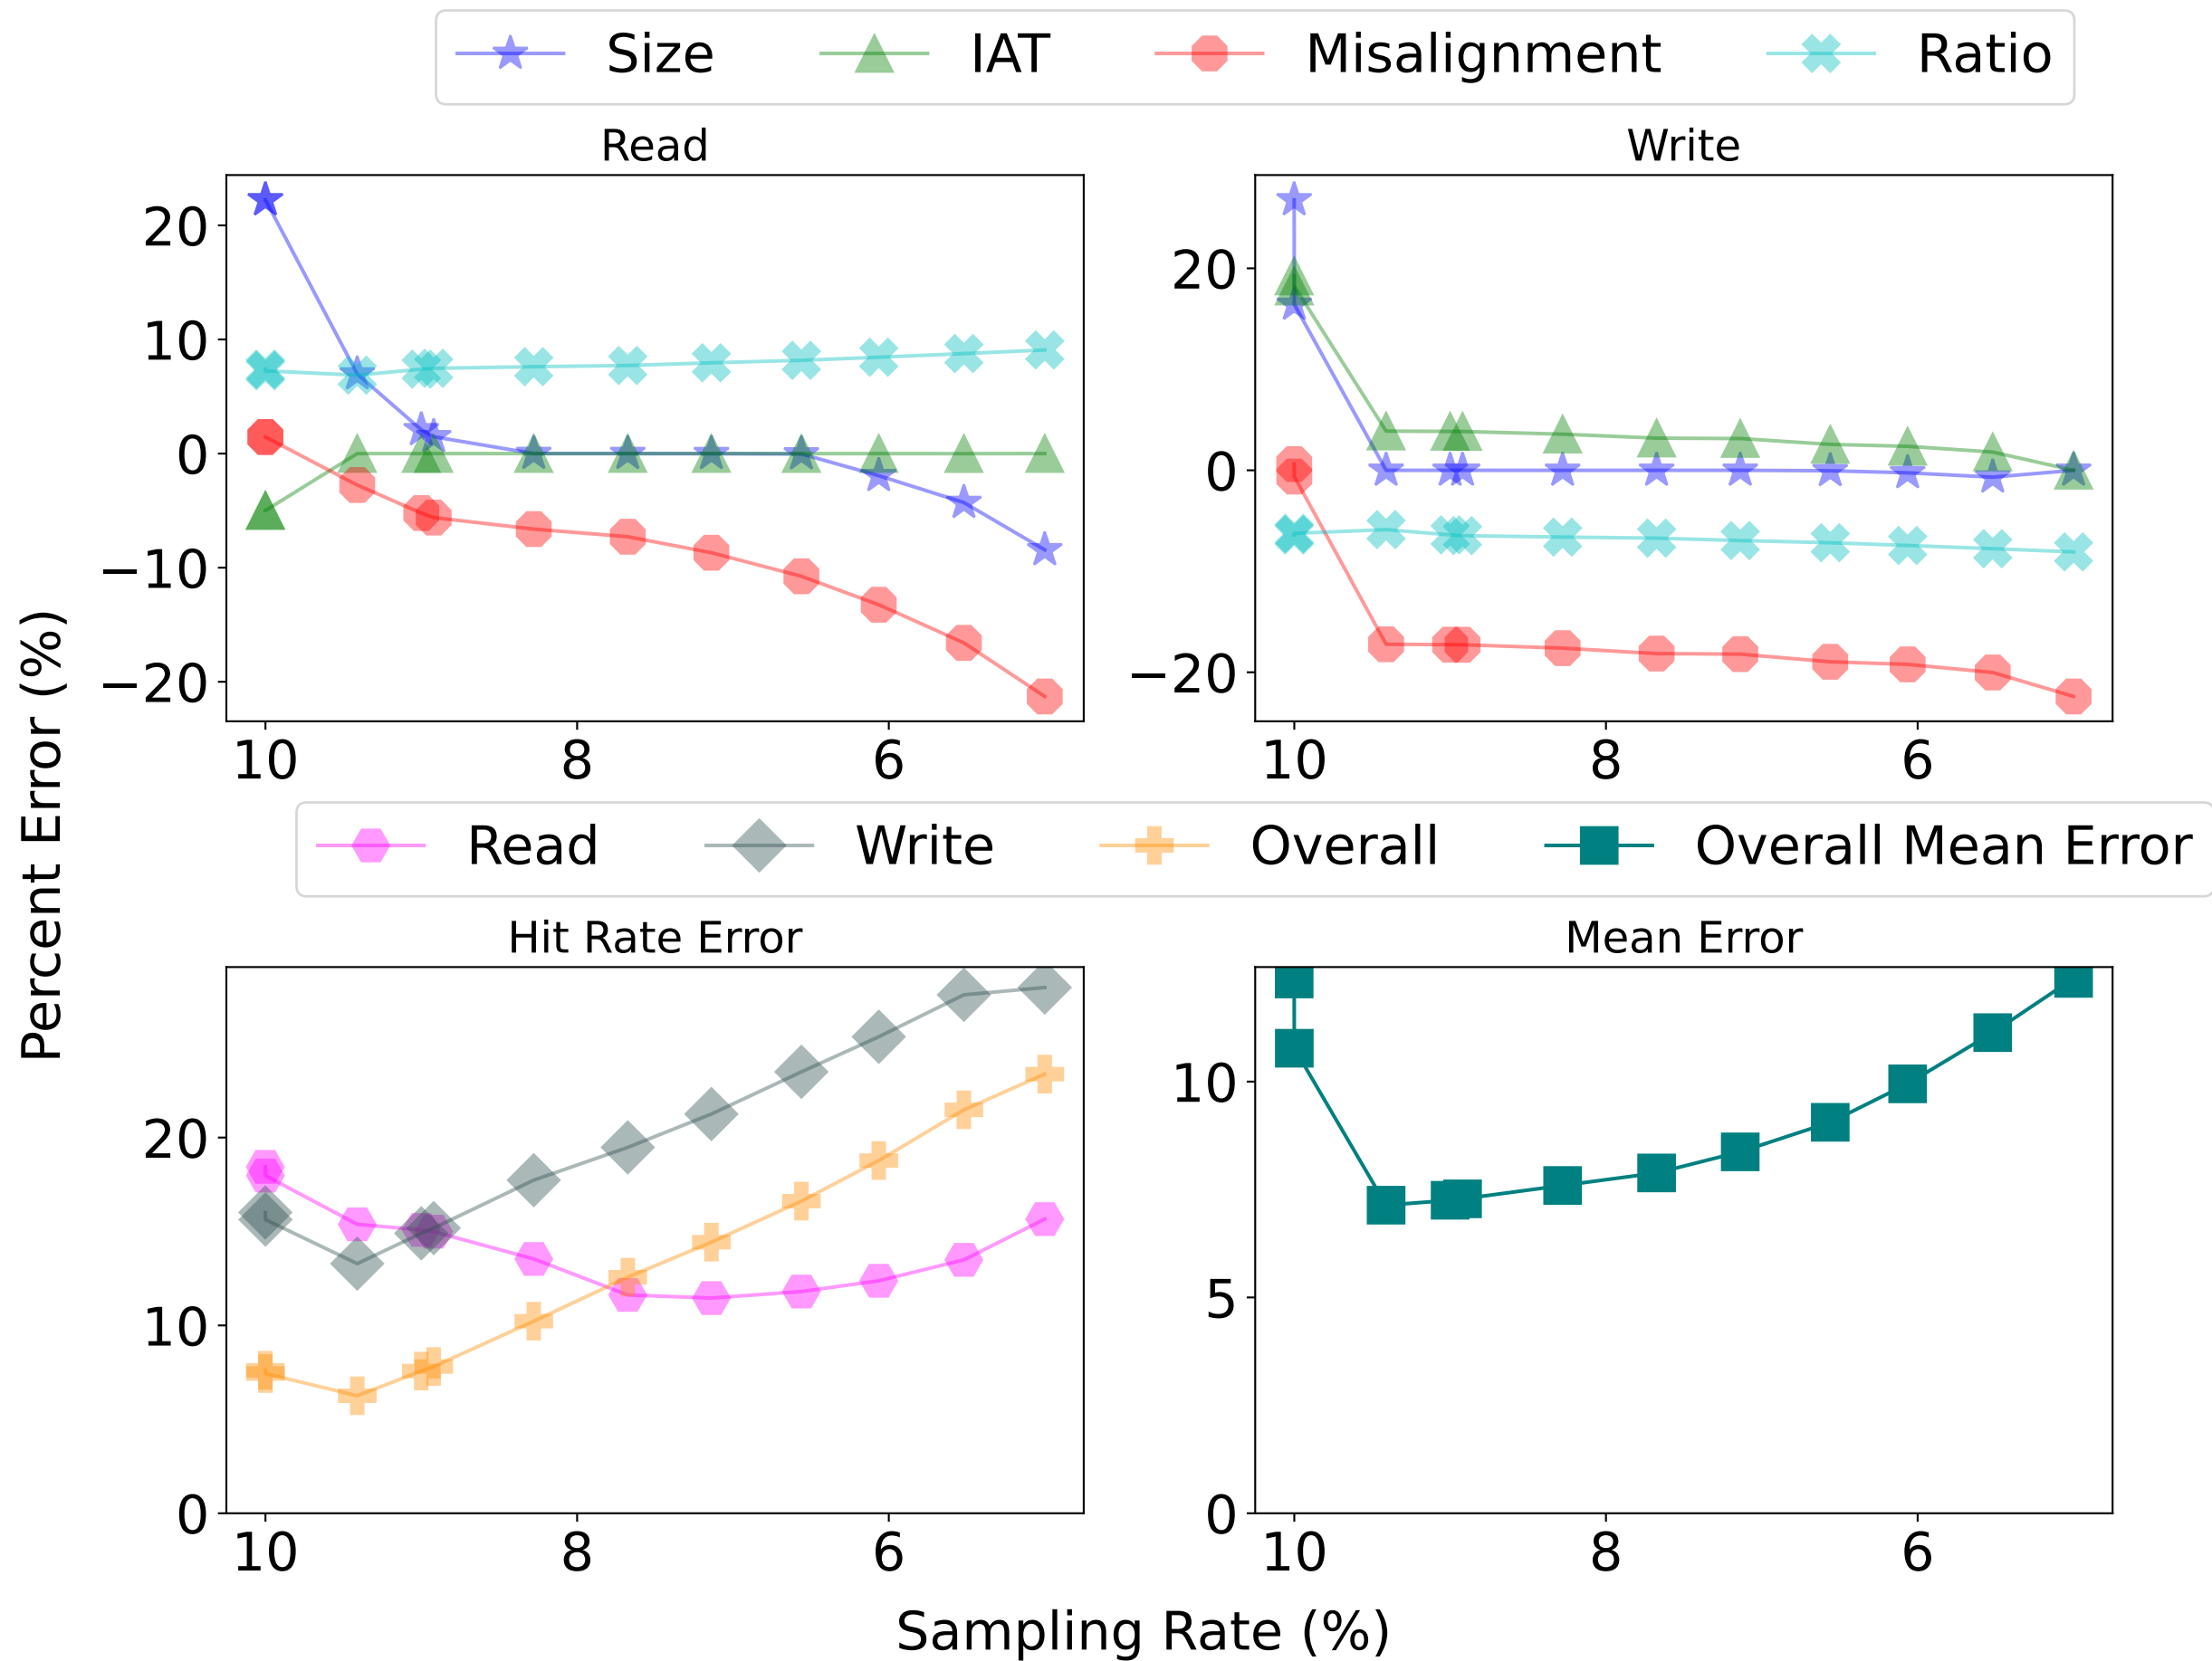 Size IAT Misalignment Ratio
Read Write
20
10
0
−10
−20
10 8 6
20
0
−20
10 8 6
Percent Error (%)
Read Write Overall Overall Mean Error
Hit Rate Error Mean Error
20
10
0
10 8 6
10
5
0
10 8 6
Sampling Rate (%)